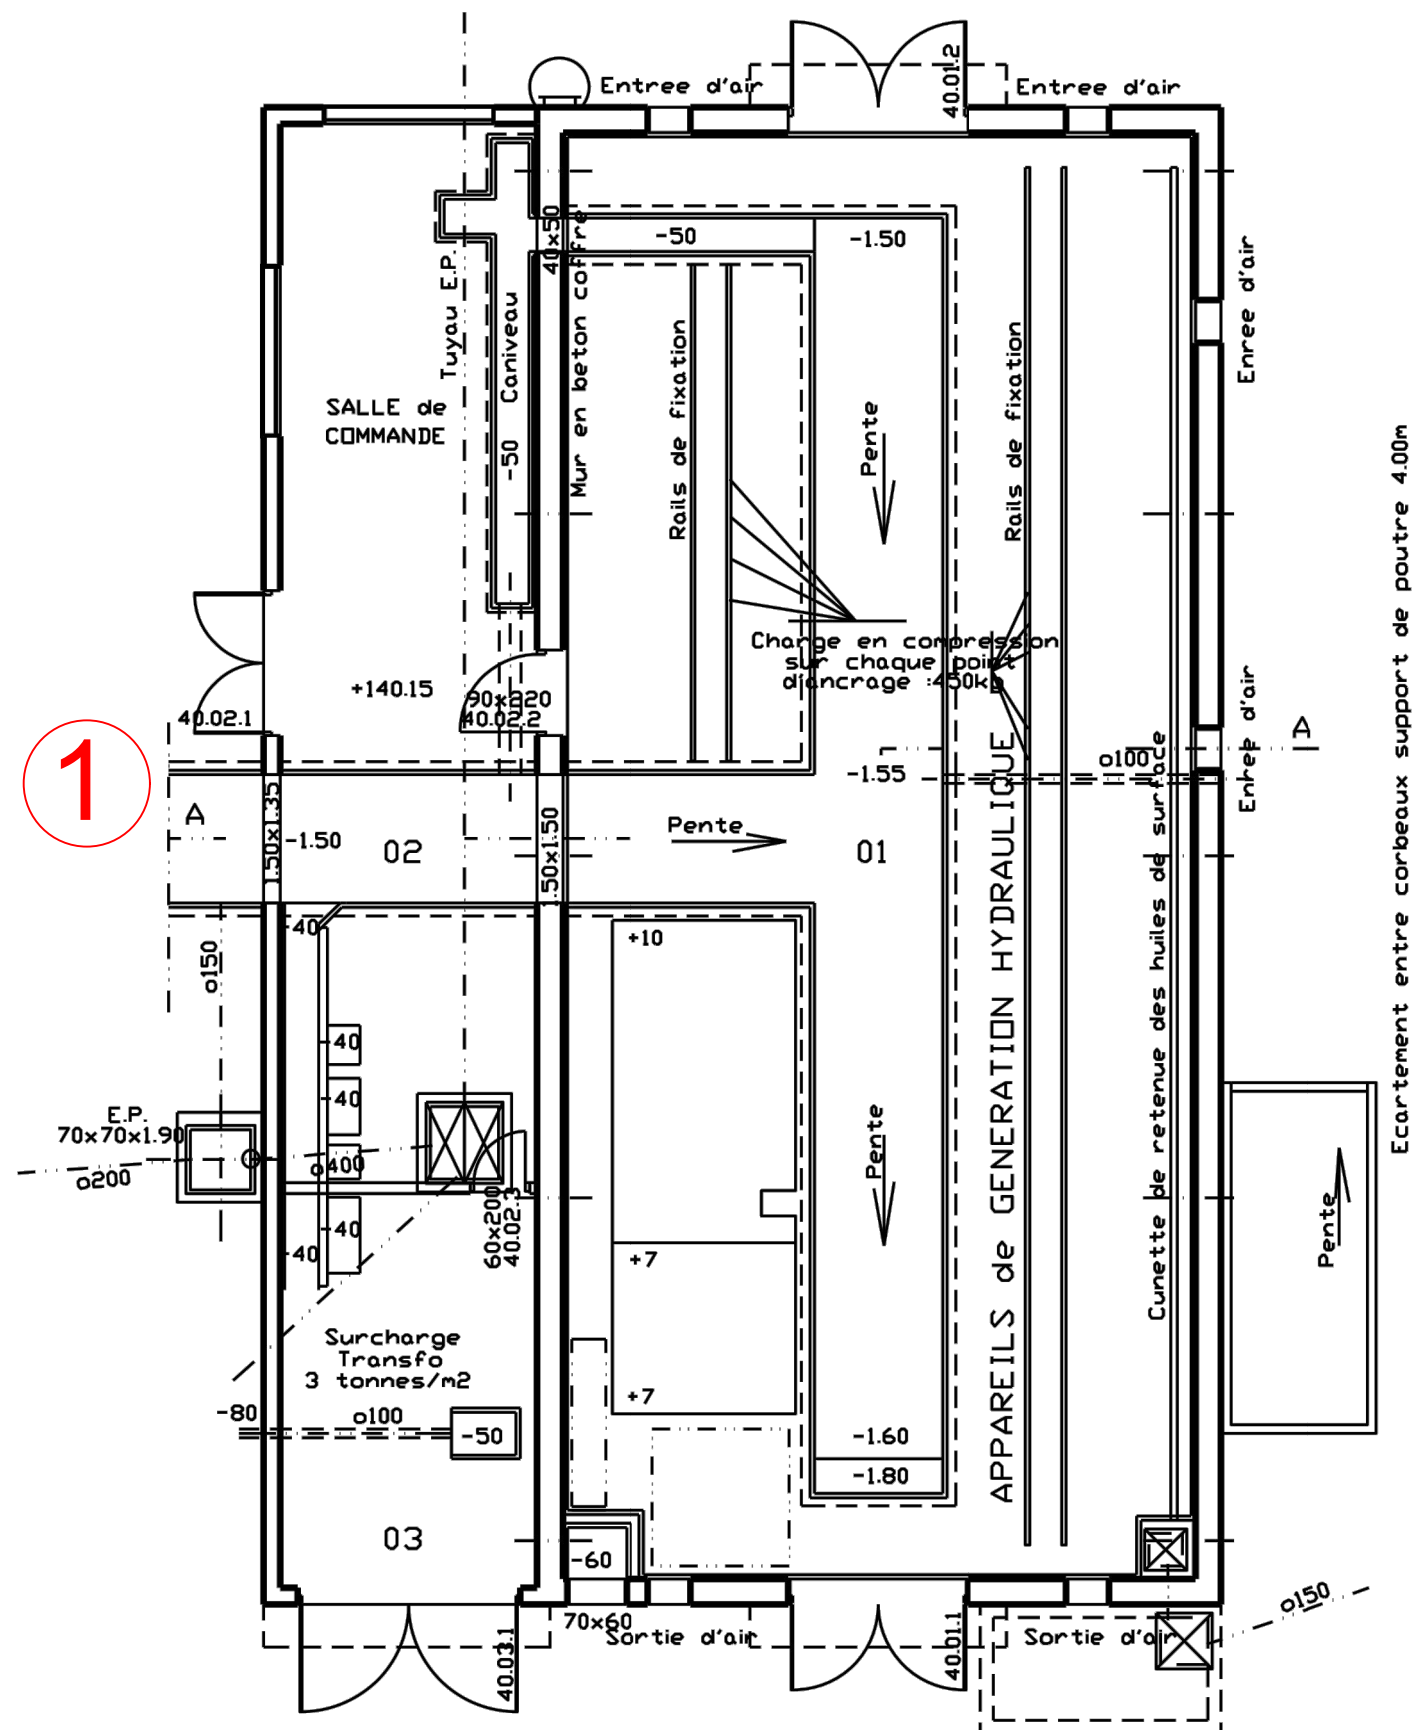 Entree d'air
40.01.2
Entree d'air
40x50
-50
-1.50
Tuyau E.P.
-50 Caniveau
Mur en beton coffre
Rails de fixation
Pente
Rails de fixation
Enree d'air
SALLE de
COMMANDE
Ecartement entre corbeaux support de poutre 4.00m
Charge en compression
sur chaque point
d'ancrage :450kg
+140.15
90x220
40.02.2
40.02.1
1
A
1.50x1.35
-1.50
02
1.50x1.50
Pente
01
-1.55
o100
A
Enree d'air
APPAREILS de GENERATION HYDRAULIQUE
Cunette de retenue des huiles de surface
-40
+10
o150
-40
-40
E.P.
70x70x1.90
o200
o400
-40
-40
60x200
40.02.3
Pente
Pente
+7
+7
Surcharge
Transfo
3 tonnes/m2
-80
o100
-50
-1.60
-1.80
03
-60
70x60
Sortie d'air
40.03.1
40.01.1
Sortie d'air
o150